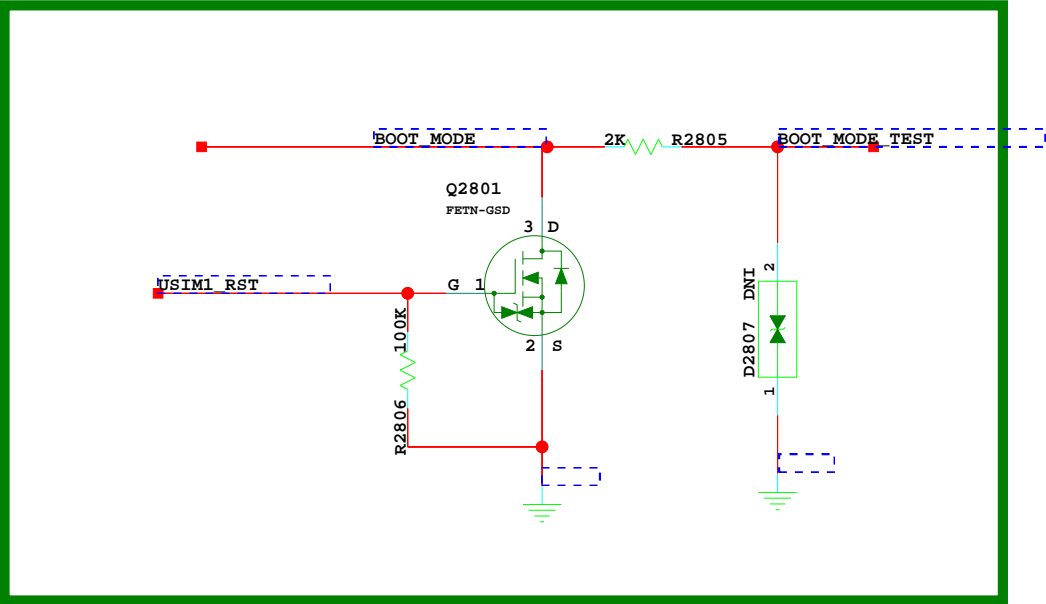 BOOT_MODE
2K
R2805
BOOT_MODE_TEST
Q2801
FETN-GSD
3
D
USIM1_RST
G
1
2
S
100K
R2806
2
DNI
D2807
1